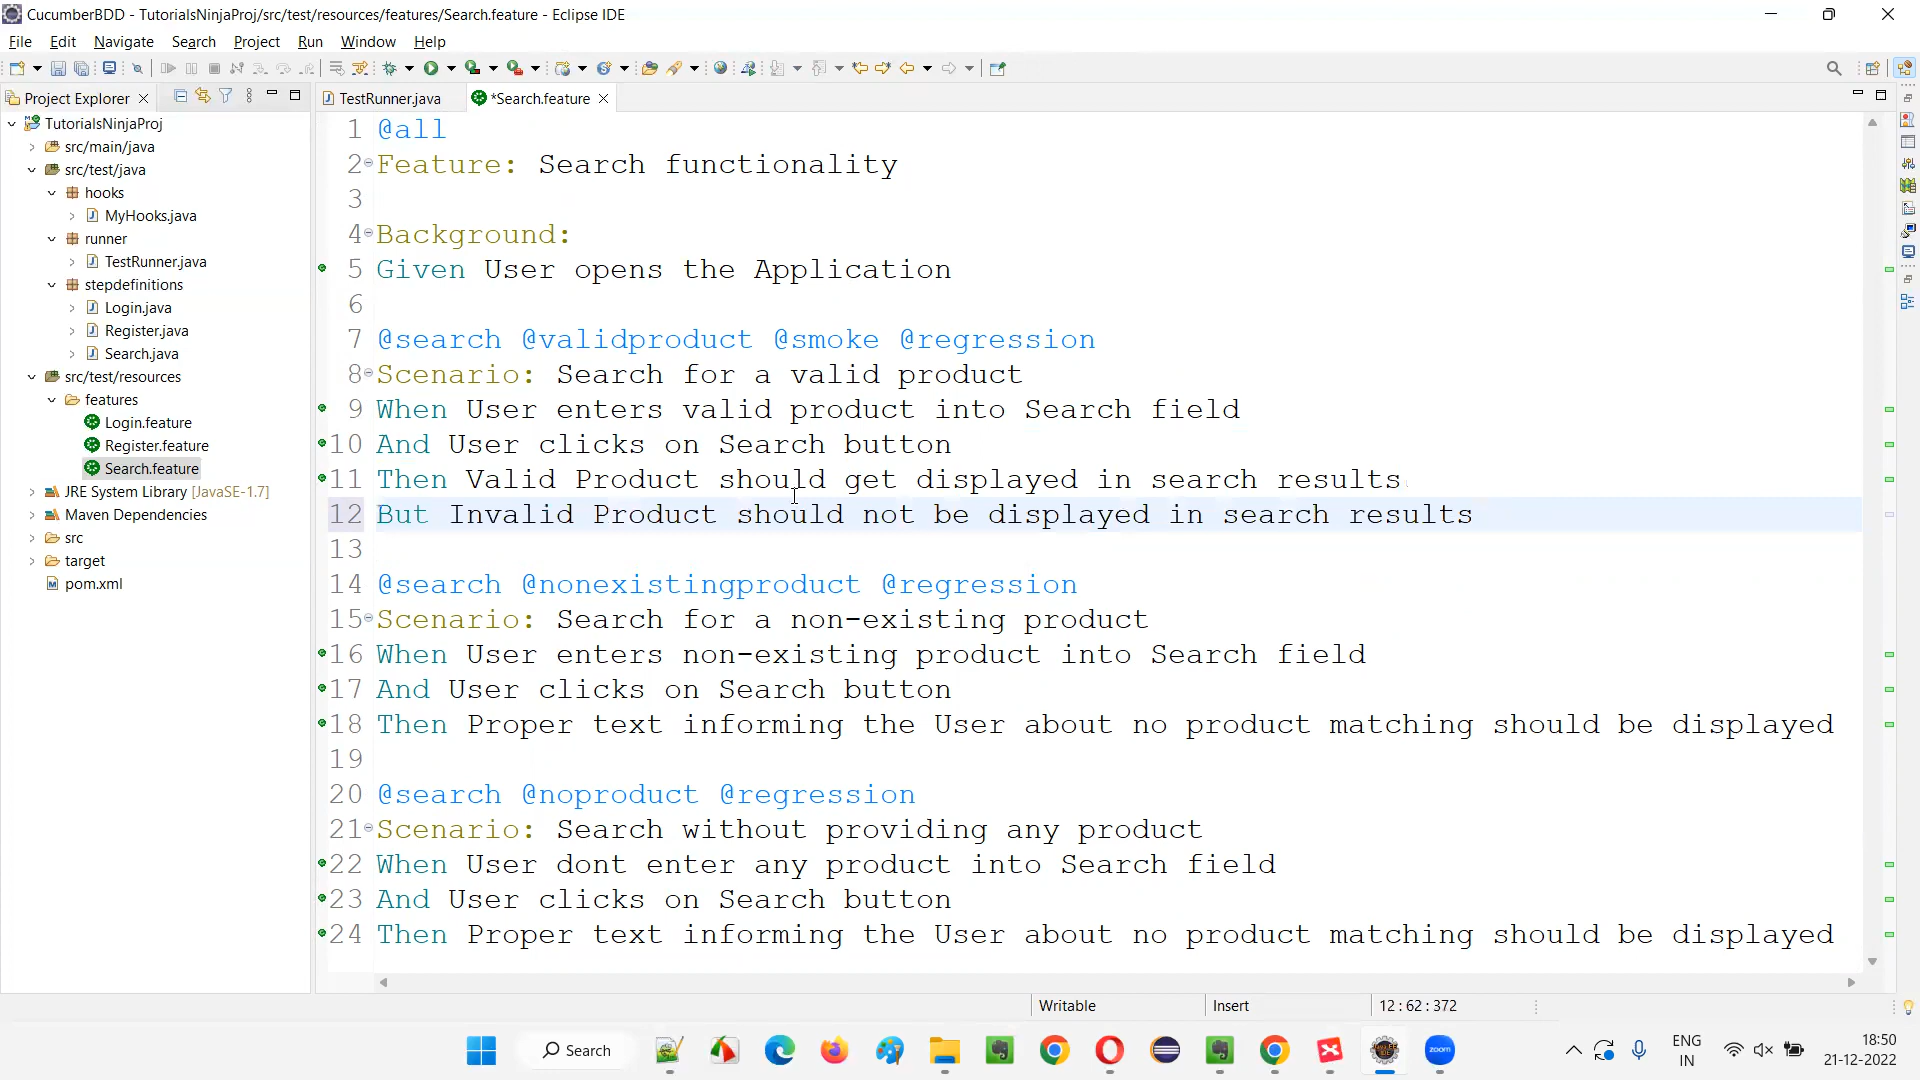 CucumberBDD - TutorialsNinjaProj/src/test/resources/features/Search.feature - Eclipse IDE
File Edit Navigate Search Project Run Window Help
Project Explorer
TestRunner.java
*Search.feature
TutorialsNinjaProj
src/main/java
src/test/java
hooks
MyHooks.java
runner
TestRunner.java
stepdefinitions
Login.java
Register.java
Search.java
src/test/resources
features
Login.feature
Register.feature
Search.feature
JRE System Library [JavaSE-1.7]
Maven Dependencies
src
target
pom.xml
1 @all
2 Feature: Search functionality
3
4 Background:
5 Given User opens the Application
6
7 @search @validproduct @smoke @regression
8 Scenario: Search for a valid product
9 When User enters valid product into Search field
10 And User clicks on Search button
11 Then Valid Product should get displayed in search results
12 But Invalid Product should not be displayed in search results
13
14 @search @nonexistingproduct @regression
15 Scenario: Search for a non-existing product
16 When User enters non-existing product into Search field
17 And User clicks on Search button
18 Then Proper text informing the User about no product matching should be displayed
19
20 @search @noproduct @regression
21 Scenario: Search without providing any product
22 When User dont enter any product into Search field
23 And User clicks on Search button
24 Then Proper text informing the User about no product matching should be displayed
Writable
Insert
12 : 62 : 372
Search
zoom
ENG
IN
18:50
21-12-2022